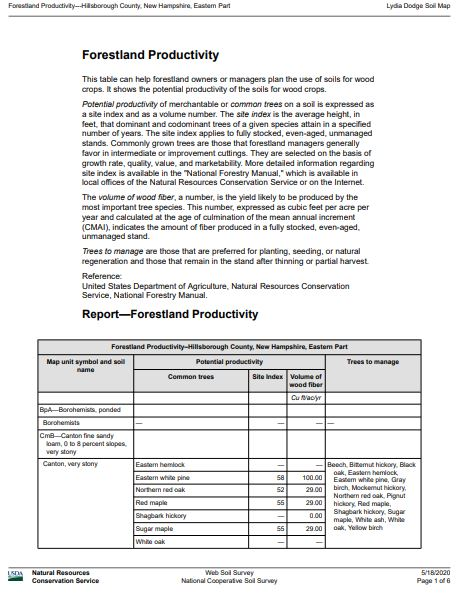 Forestland Productivity---Hillsborough County, New Hampshire, Eastern Part
Lydia Dodge Soil Map
Forestland Productivity
This table can help forestland owners or managers plan the use of soils for wood
crops. It shows the potential productivity of the soils for wood crops.
Potential productivity of merchantable or common trees on a soil is expressed as
a site index and as a volume number. The site index is the average height, in
feet, that dominant and codominant trees of a given species attain in a specified
number of years. The site index applies to fully stocked, even-aged, unmanaged
stands. Commonly grown trees are those that forestland managers generally
favor in intermediate or improvement cuttings. They are selected on the basis of
growth rate, quality, value, and marketability. More detailed information regarding
site index is available in the "National Forestry Manual," which is available in
local offices of the Natural Resources Conservation Service or on the Internet.
The volume of wood fiber, a number, is the yield likely to be produced by the
most important tree species. This number, expressed as cubic feet per acre per
year and calculated at the age of culmination of the mean annual increment
(CMAI), indicates the amount of fiber produced in a fully stocked, even-aged,
unmanaged stand.
Trees to manage are those that are preferred for planting, seeding, or natural
regeneration and those that remain in the stand after thinning or partial harvest.
Reference:
United States Department of Agriculture, Natural Resources Conservation
Service, National Forestry Manual.
Report—Forestland Productivity
Forestland Productivity–Hillsborough County, New Hampshire, Eastern Part
Map unit symbol and soil
name
Potential productivity
Trees to manage
Common trees
Site Index
Volume of
wood fiber
Cu ft/ac/yr
BpA—Borohemists, ponded
Borohemists — — — —
CmB—Canton fine sandy
loam, 0 to 8 percent slopes,
very stony
Canton, very stony
Eastern hemlock — —
Eastern white pine 58 100.00
Northern red oak 52 29.00
Red maple 55 29.00
Shagbark hickory — 0.00
Sugar maple 55 29.00
White oak — —
Beech, Bitternut hickory, Black
oak, Eastern hemlock,
Eastern white pine, Gray
birch, Mockernut hickory,
Northern red oak, Pignut
hickory, Red maple,
Shagbark hickory, Sugar
maple, White ash, White
oak, Yellow birch
USDA
Natural Resources
Conservation Service
Web Soil Survey
National Cooperative Soil Survey
5/18/2020
Page 1 of 6